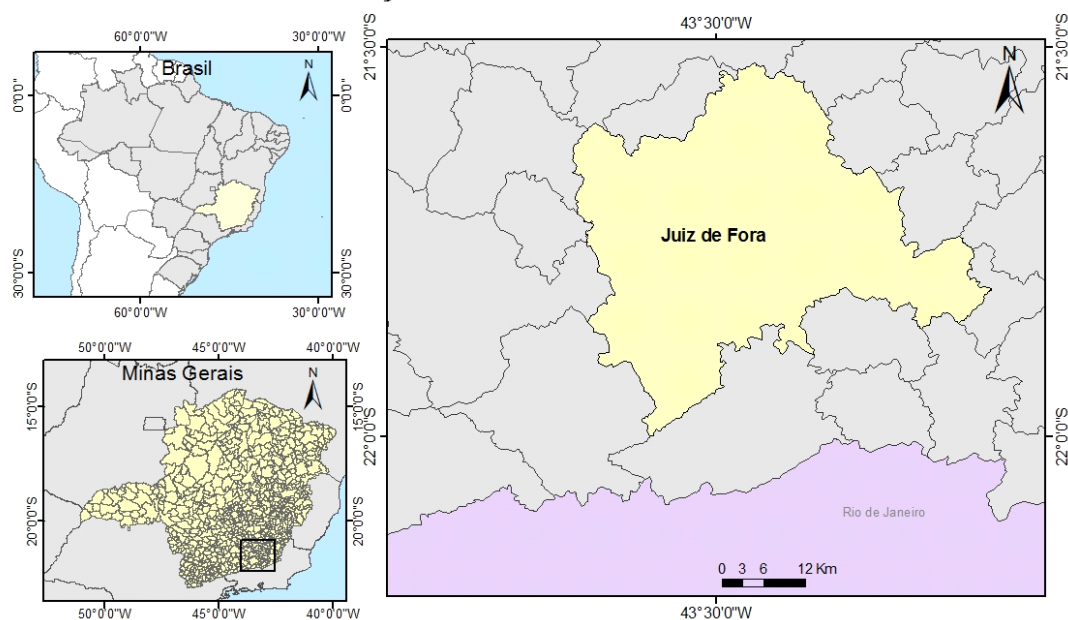 60°0'0"W 30°0'0"W
Brasil
N
0°0'0" 0°0'0"
30°0'0"S 30°0'0"S
60°0'0"W 30°0'0"W
50°0'0"W 45°0'0"W 40°0'0"W
Minas Gerais
N
15°0'0"S 15°0'0"S
20°0'0"S 20°0'0"S
50°0'0"W 45°0'0"W 40°0'0"W
43°30'0"W
21°30'0"S 21°30'0"S
N
Juiz de Fora
22°0'0"S 22°0'0"S
Rio de Janeiro
0 3 6 12 Km
43°30'0"W